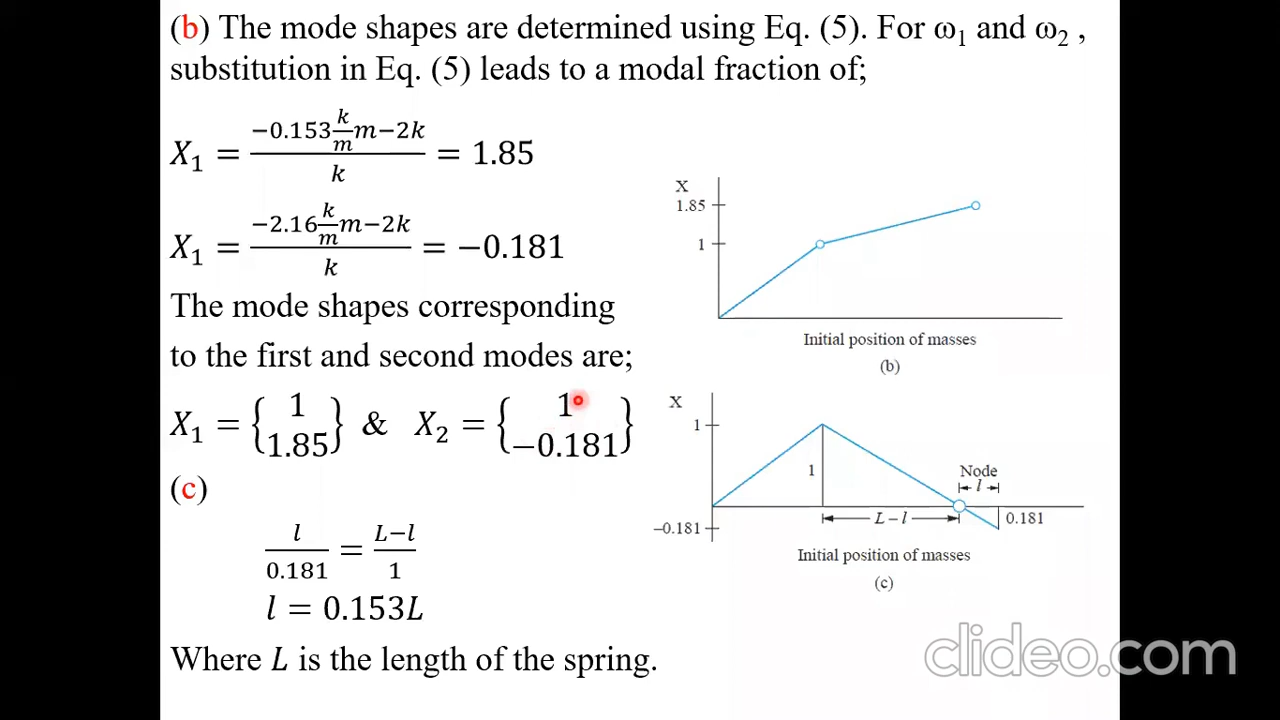 (b) The mode shapes are determined using Eq. (5). For ω₁ and ω₂ ,
substitution in Eq. (5) leads to a modal fraction of;
X₁ = (−0.153 k/m m−2k)/k = 1.85
X₁ = (−2.16 k/m m−2k)/k = −0.181
The mode shapes corresponding
to the first and second modes are;
X₁ = {1 1.85} & X₂ = {1 −0.181}
(c)
l/0.181 = (L−l)/1
l = 0.153L
Where L is the length of the spring.
X
1.85
1
Initial position of masses
(b)
X
1
1
Node
l
L − l
0.181
−0.181
Initial position of masses
(c)
clideo.com